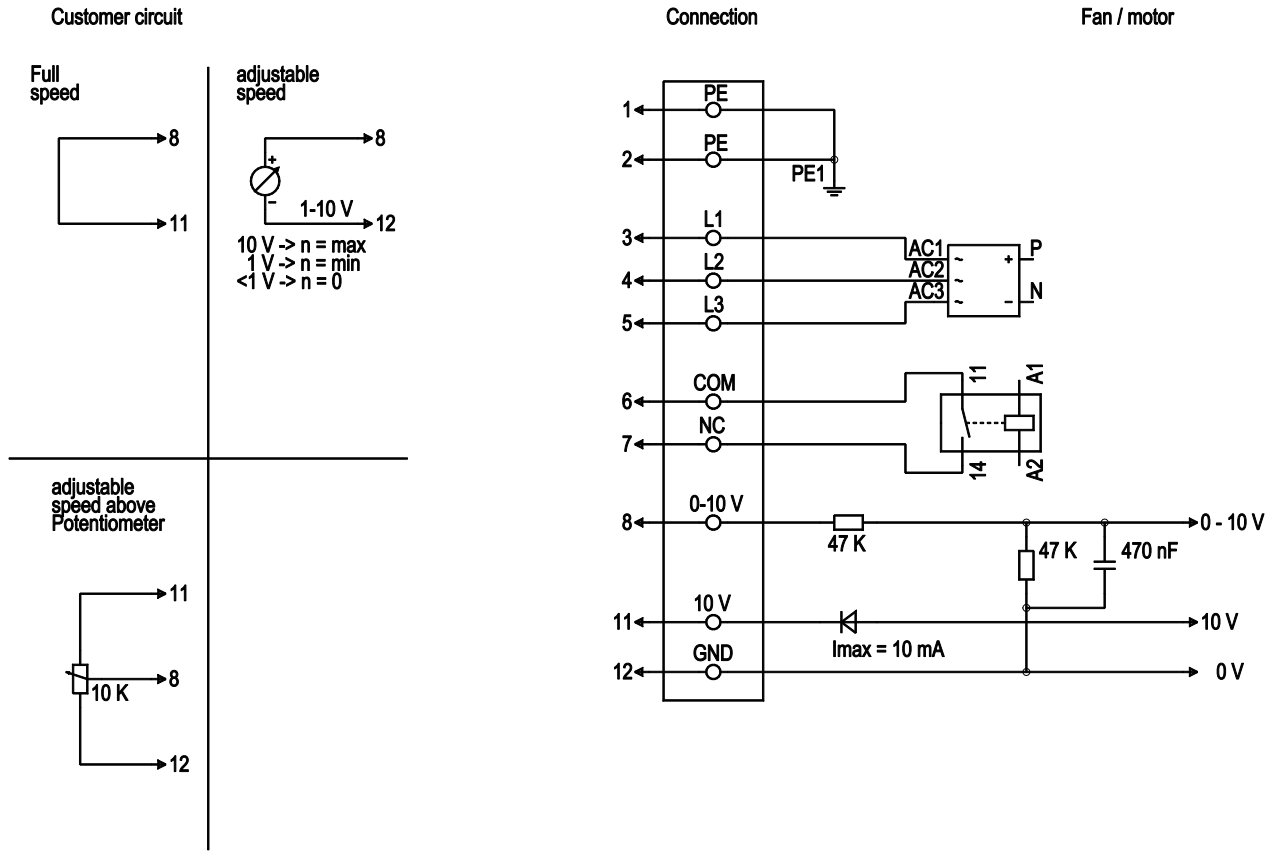 Customer circuit
Connection
Fan / motor
Full
speed
8
11
adjustable
speed
8
+
-
1-10 V
12
10 V -> n = max
1 V -> n = min
<1 V -> n = 0
adjustable
speed above
Potentiometer
11
8
10 K
12
1
PE
2
PE
PE1
3
L1
AC1
~
+
P
4
L2
AC2
~
5
L3
AC3
~
-
N
6
COM
11
A1
7
NC
14
A2
8
0-10 V
47 K
0 - 10 V
47 K
470 nF
11
10 V
Imax = 10 mA
10 V
12
GND
0 V